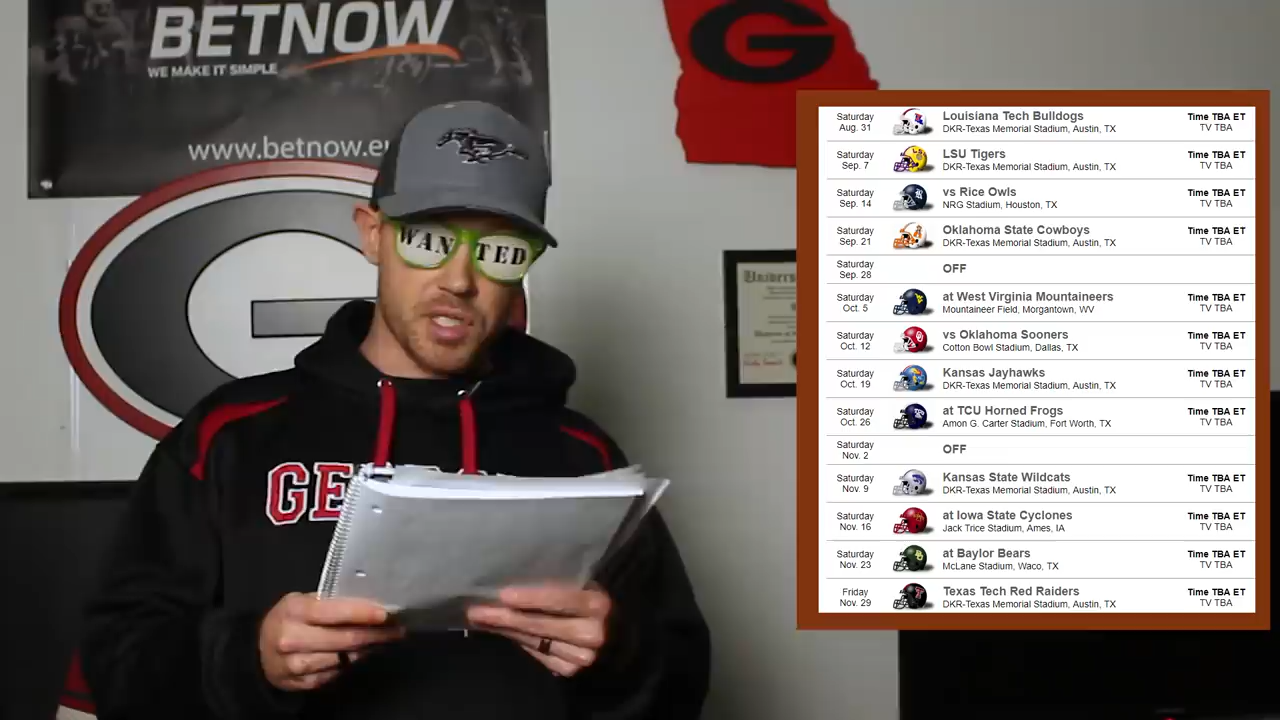 BETNOW
WE MAKE IT SIMPLE
www.betnow.eu
G
WANTED
Saturday Aug. 31 Louisiana Tech Bulldogs Time TBA ET
DKR-Texas Memorial Stadium, Austin, TX TV TBA
Saturday Sep. 7 LSU Tigers Time TBA ET
DKR-Texas Memorial Stadium, Austin, TX TV TBA
Saturday Sep. 14 vs Rice Owls Time TBA ET
NRG Stadium, Houston, TX TV TBA
Saturday Sep. 21 Oklahoma State Cowboys Time TBA ET
DKR-Texas Memorial Stadium, Austin, TX TV TBA
Saturday Sep. 28 OFF
Saturday Oct. 5 at West Virginia Mountaineers Time TBA ET
Mountaineer Field, Morgantown, WV TV TBA
Saturday Oct. 12 vs Oklahoma Sooners Time TBA ET
Cotton Bowl Stadium, Dallas, TX TV TBA
Saturday Oct. 19 Kansas Jayhawks Time TBA ET
DKR-Texas Memorial Stadium, Austin, TX TV TBA
Saturday Oct. 26 at TCU Horned Frogs Time TBA ET
Amon G. Carter Stadium, Fort Worth, TX TV TBA
Saturday Nov. 2 OFF
Saturday Nov. 9 Kansas State Wildcats Time TBA ET
DKR-Texas Memorial Stadium, Austin, TX TV TBA
Saturday Nov. 16 at Iowa State Cyclones Time TBA ET
Jack Trice Stadium, Ames, IA TV TBA
Saturday Nov. 23 at Baylor Bears Time TBA ET
McLane Stadium, Waco, TX TV TBA
Friday Nov. 29 Texas Tech Red Raiders Time TBA ET
DKR-Texas Memorial Stadium, Austin, TX TV TBA